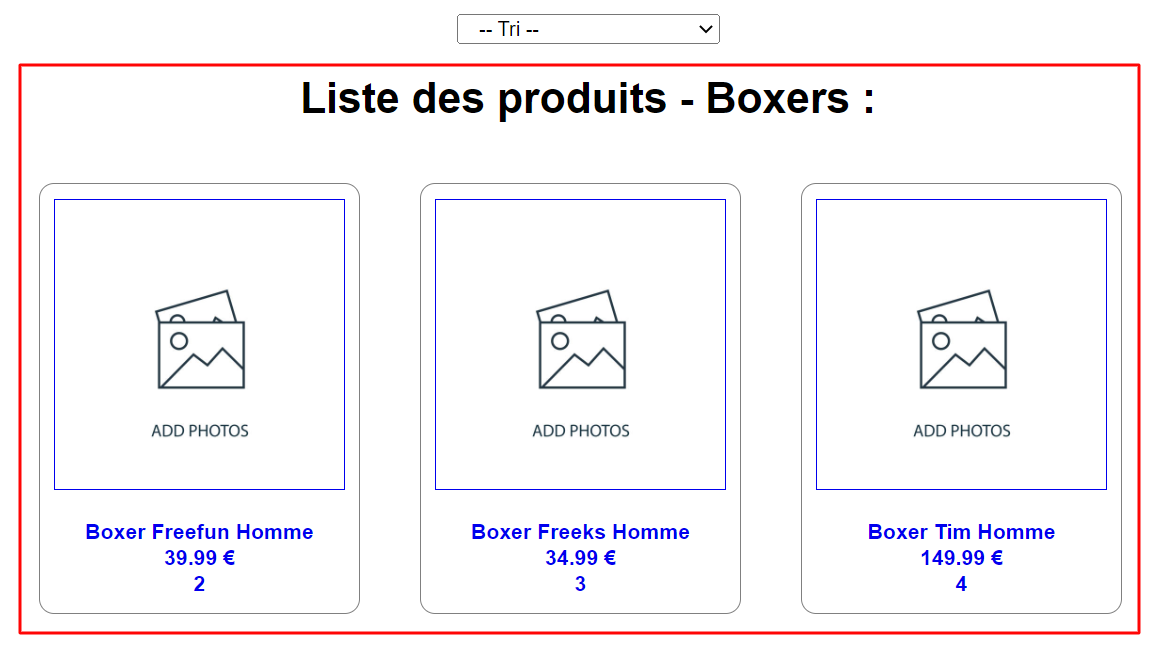 -- Tri --
Liste des produits - Boxers :
ADD PHOTOS
Boxer Freefun Homme
39.99 €
2
ADD PHOTOS
Boxer Freeks Homme
34.99 €
3
ADD PHOTOS
Boxer Tim Homme
149.99 €
4